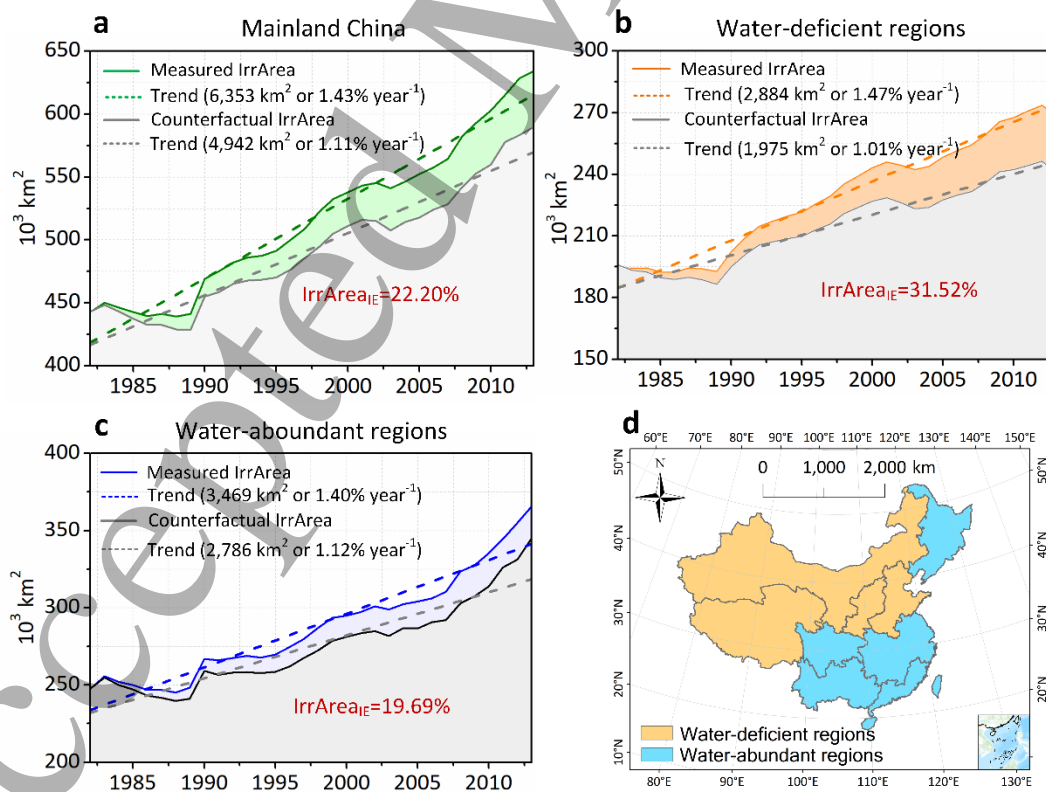 a
Mainland China
650
600
550
500
450
400
10³ km²
Measured IrrArea
Trend (6,353 km² or 1.43% year⁻¹)
Counterfactual IrrArea
Trend (4,942 km² or 1.11% year⁻¹)
IrrArea_IE=22.20%
1985 1990 1995 2000 2005 2010
b
Water-deficient regions
300
270
240
210
180
150
10³ km²
Measured IrrArea
Trend (2,884 km² or 1.47% year⁻¹)
Counterfactual IrrArea
Trend (1,975 km² or 1.01% year⁻¹)
IrrArea_IE=31.52%
1985 1990 1995 2000 2005 2010
c
Water-aboundant regions
400
350
300
250
200
10³ km²
Measured IrrArea
Trend (3,469 km² or 1.40% year⁻¹)
Counterfactual IrrArea
Trend (2,786 km² or 1.12% year⁻¹)
IrrArea_IE=19.69%
1985 1990 1995 2000 2005 2010
d
60°E 70°E 80°E 90°E 100°E 110°E 120°E 130°E 140°E 150°E
50°N
40°N
30°N
20°N
10°N
N
0 1,000 2,000 km
50°N
40°N
30°N
20°N
Water-deficient regions
Water-abundant regions
80°E 90°E 100°E 110°E 120°E 130°E
ccepted